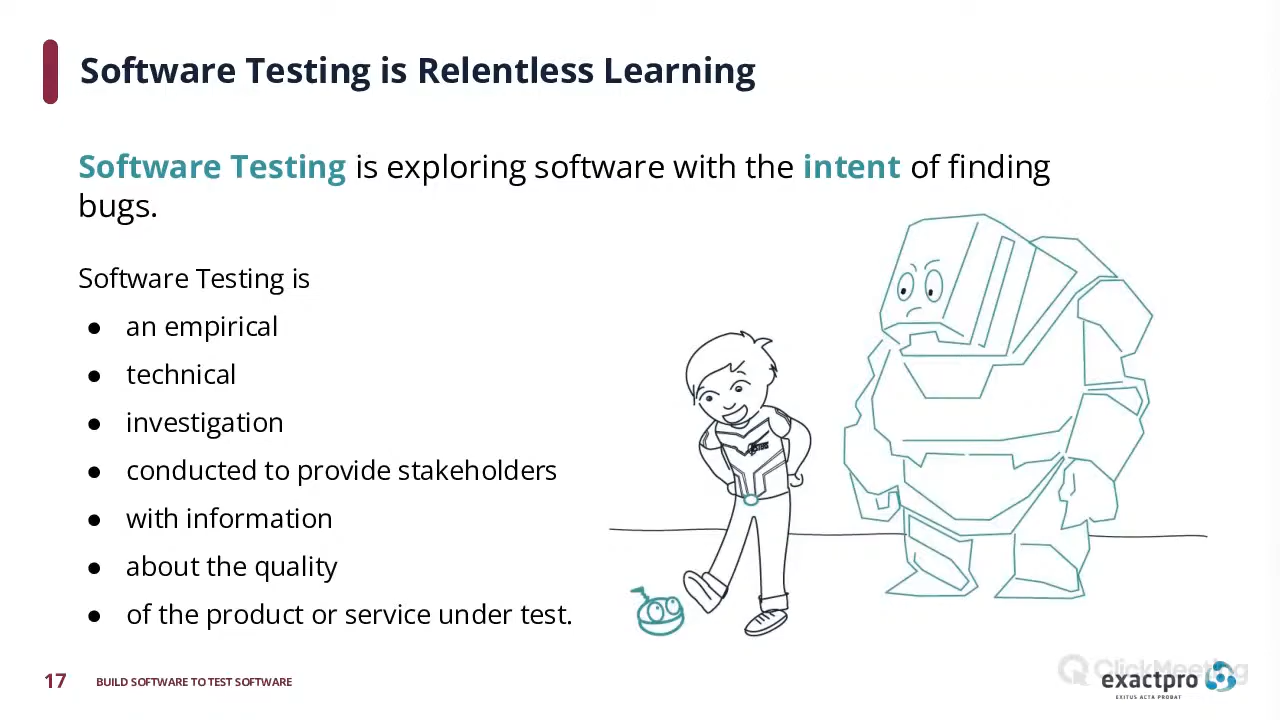 Software Testing is Relentless Learning
Software Testing is exploring software with the intent of finding
bugs.
Software Testing is
● an empirical
● technical
● investigation
● conducted to provide stakeholders
● with information
● about the quality
● of the product or service under test.
17
BUILD SOFTWARE TO TEST SOFTWARE
ClickMeeting
exactpro
EXITUS ACTA PROBAT